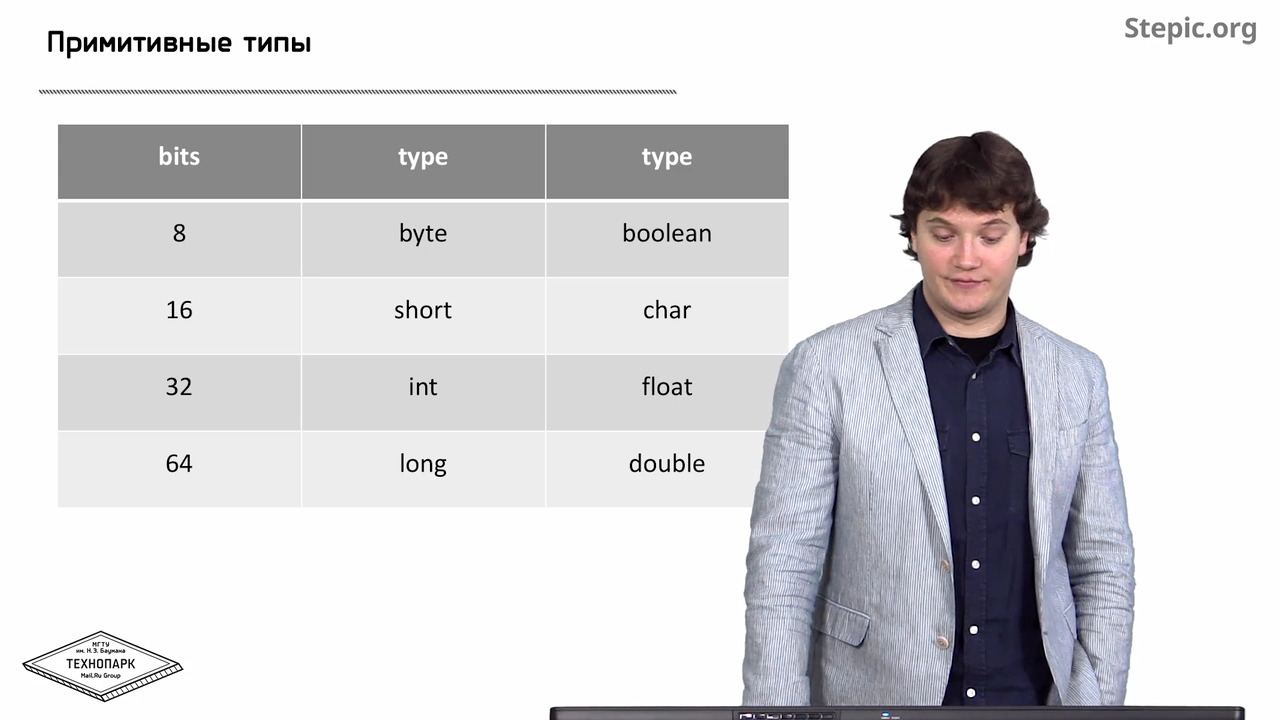 Примитивные типы
Stepic.org
bits type type
8 byte boolean
16 short char
32 int float
64 long double
МГТУ
им. Н.Э. Баумана
ТЕХНОПАРК
Mail.Ru Group